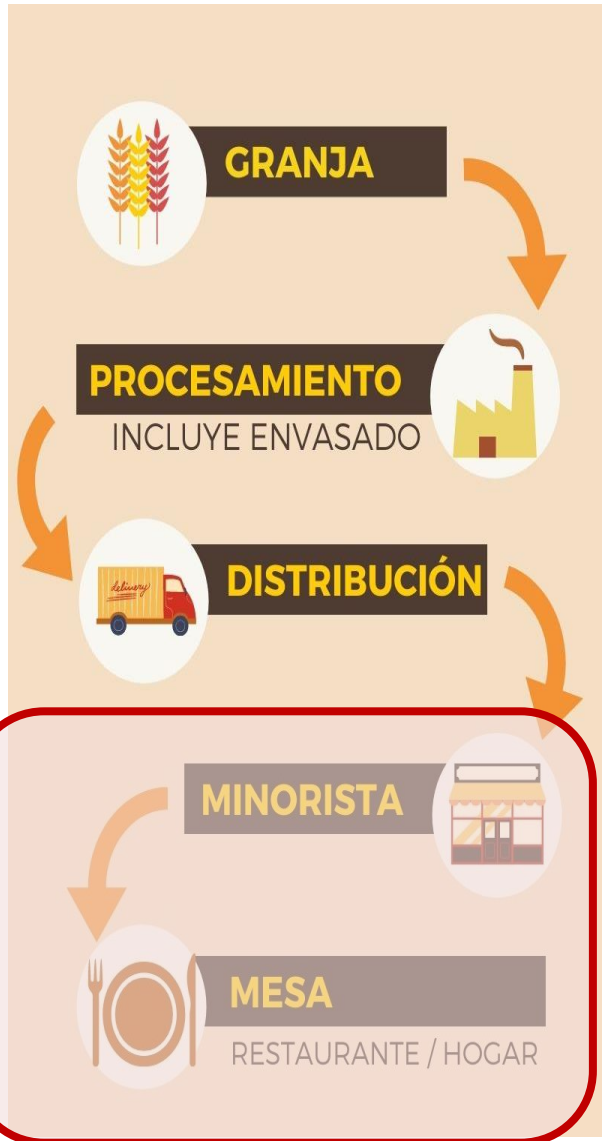 GRANJA
PROCESAMIENTO
INCLUYE ENVASADO
delivery
DISTRIBUCIÓN
MINORISTA
MESA
RESTAURANTE / HOGAR